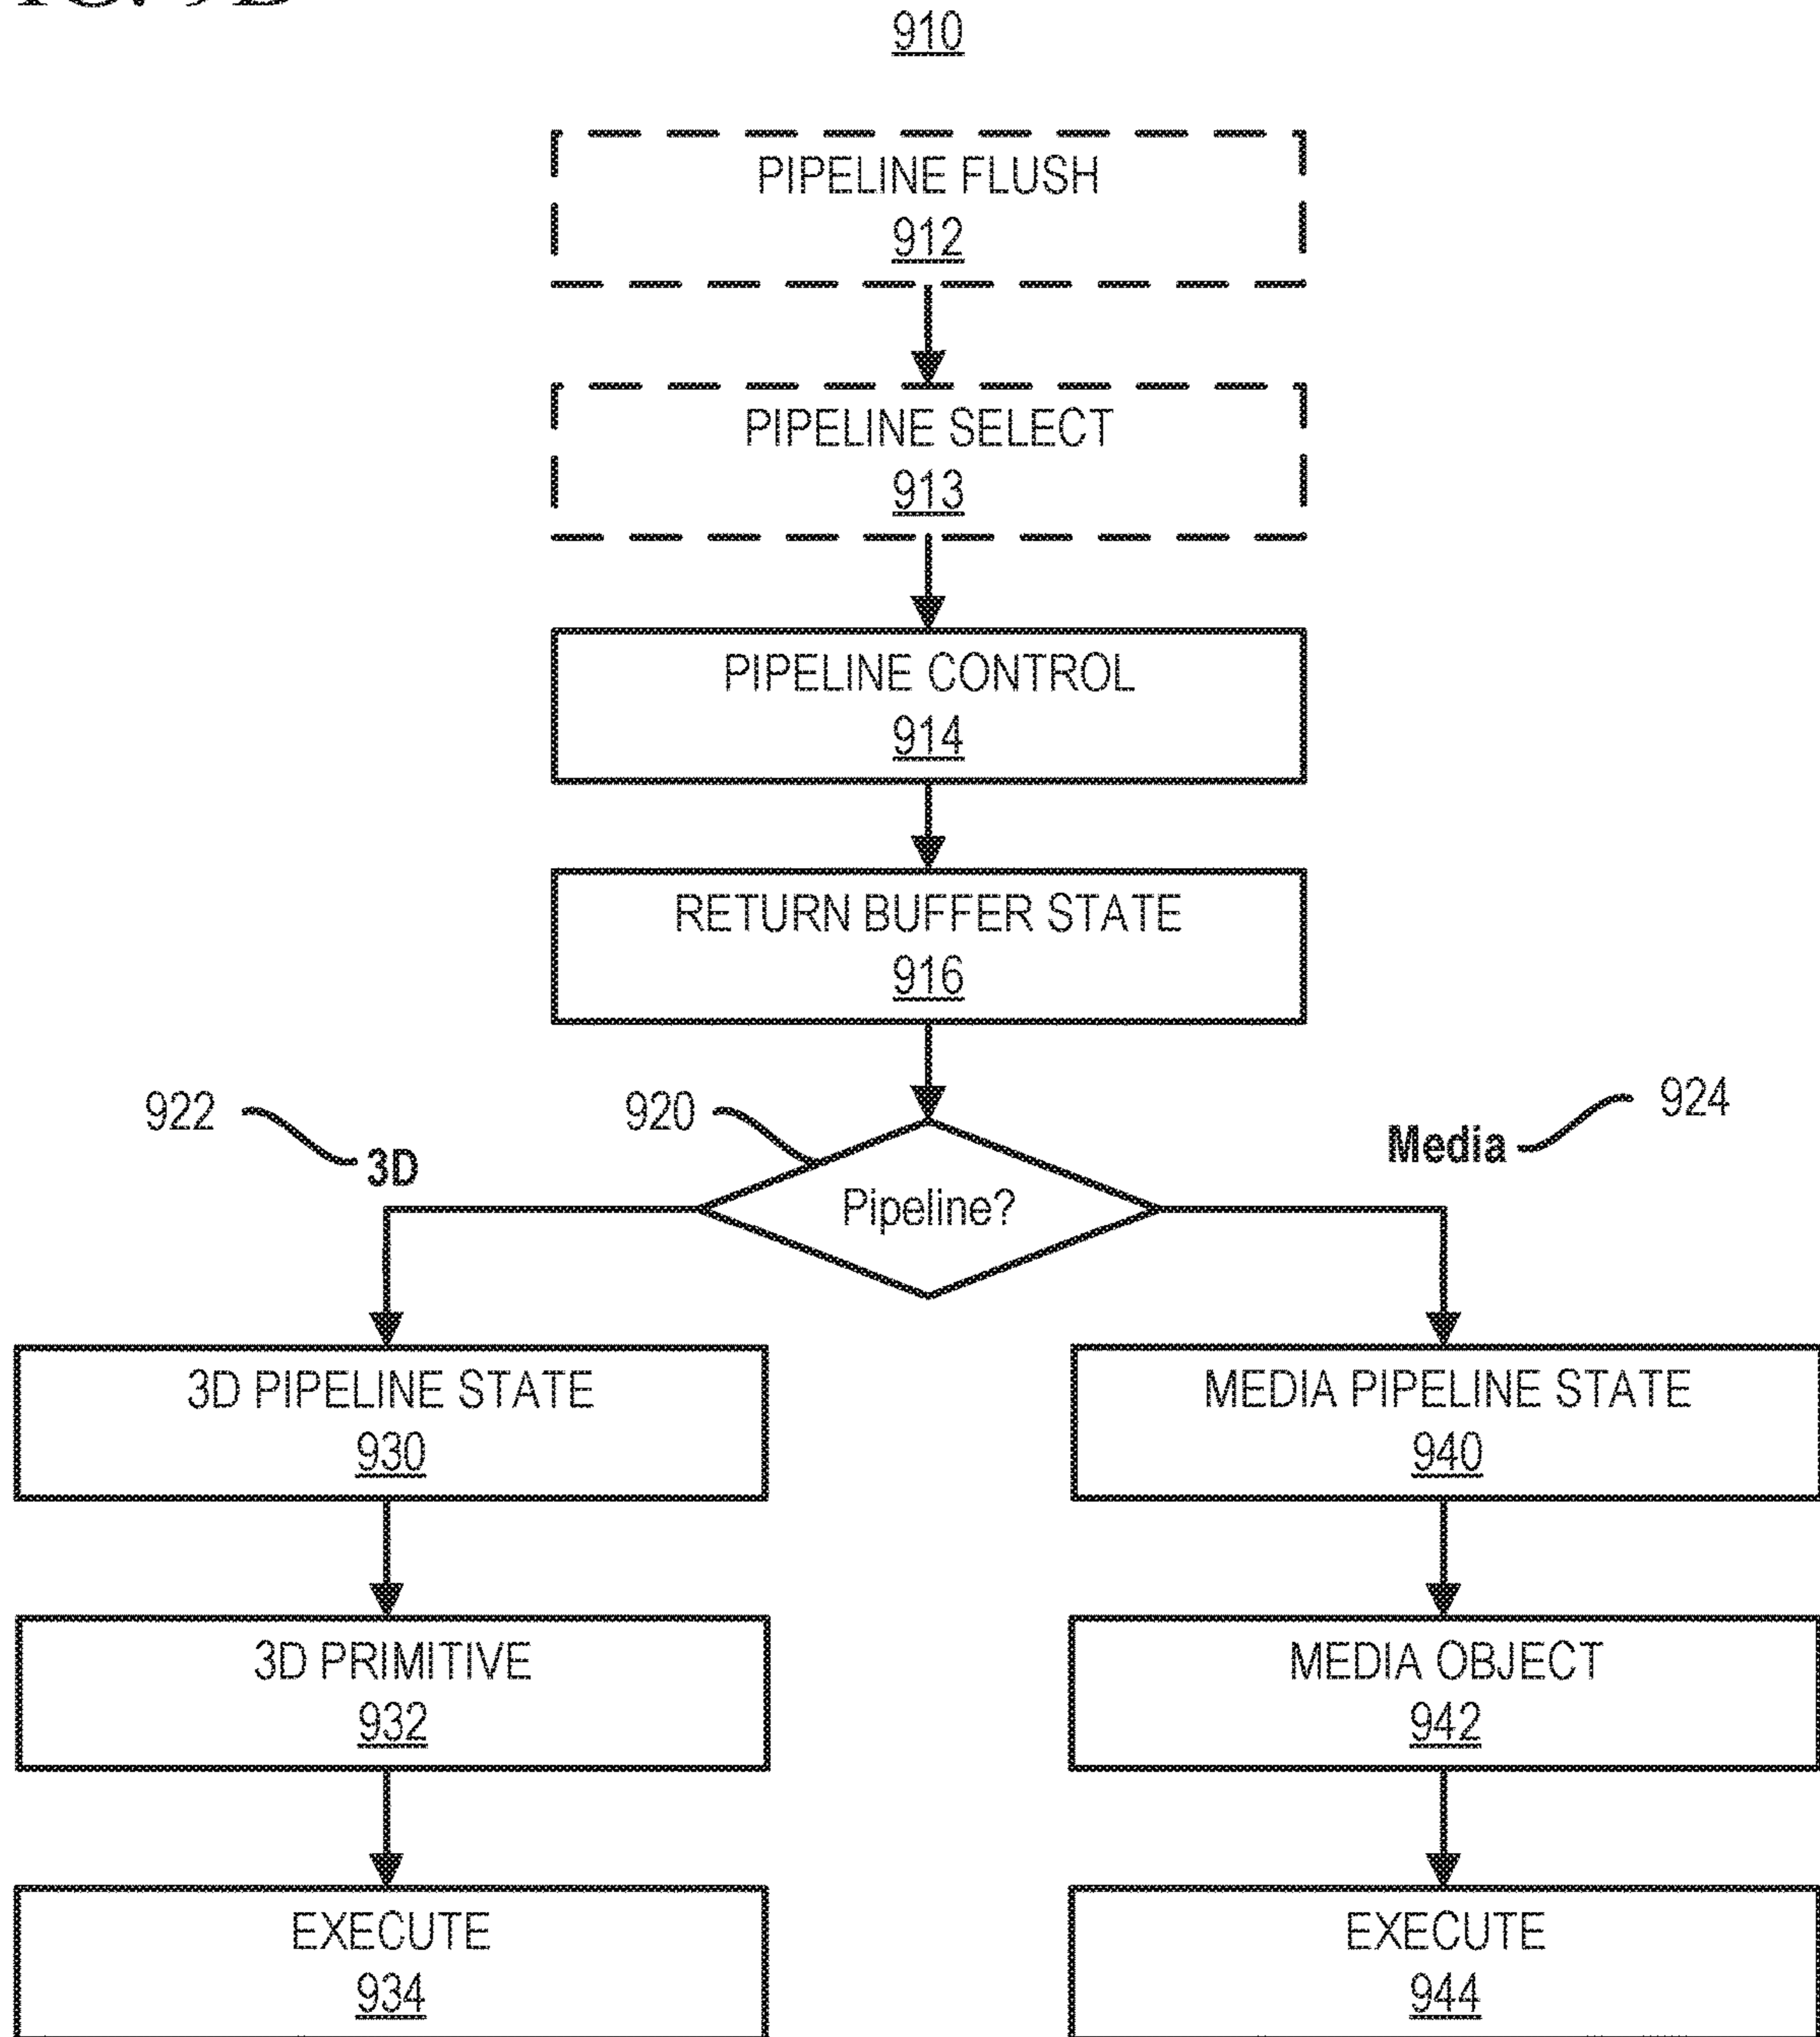 910
PIPELINE FLUSH
912
PIPELINE SELECT
913
PIPELINE CONTROL
914
RETURN BUFFER STATE
916
922
920
924
3D
Media
Pipeline?
3D PIPELINE STATE
930
MEDIA PIPELINE STATE
940
3D PRIMITIVE
932
MEDIA OBJECT
942
EXECUTE
934
EXECUTE
944